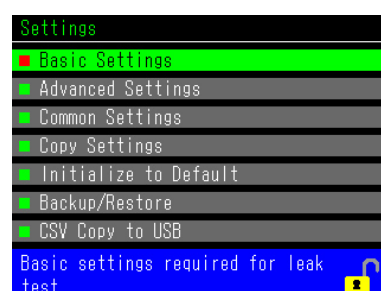 Settings
Basic Settings
Advanced Settings
Common Settings
Copy Settings
Initialize to Default
Backup/Restore
CSV Copy to USB
Basic settings required for leak
test
2